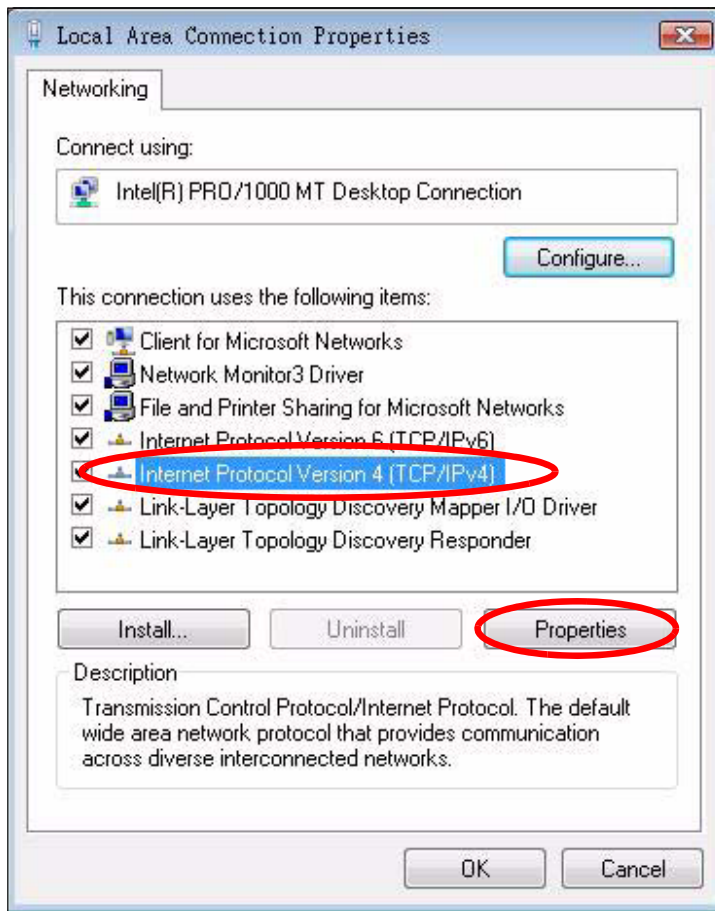 Local Area Connection Properties
Networking
Connect using:
Intel(R) PRO/1000 MT Desktop Connection
Configure...
This connection uses the following items:
Client for Microsoft Networks
Network Monitor3 Driver
File and Printer Sharing for Microsoft Networks
Internet Protocol Version 6 (TCP/IPv6)
Internet Protocol Version 4 (TCP/IPv4)
Link-Layer Topology Discovery Mapper I/O Driver
Link-Layer Topology Discovery Responder
Install...
Uninstall
Properties
Description
Transmission Control Protocol/Internet Protocol. The default
wide area network protocol that provides communication
across diverse interconnected networks.
OK
Cancel